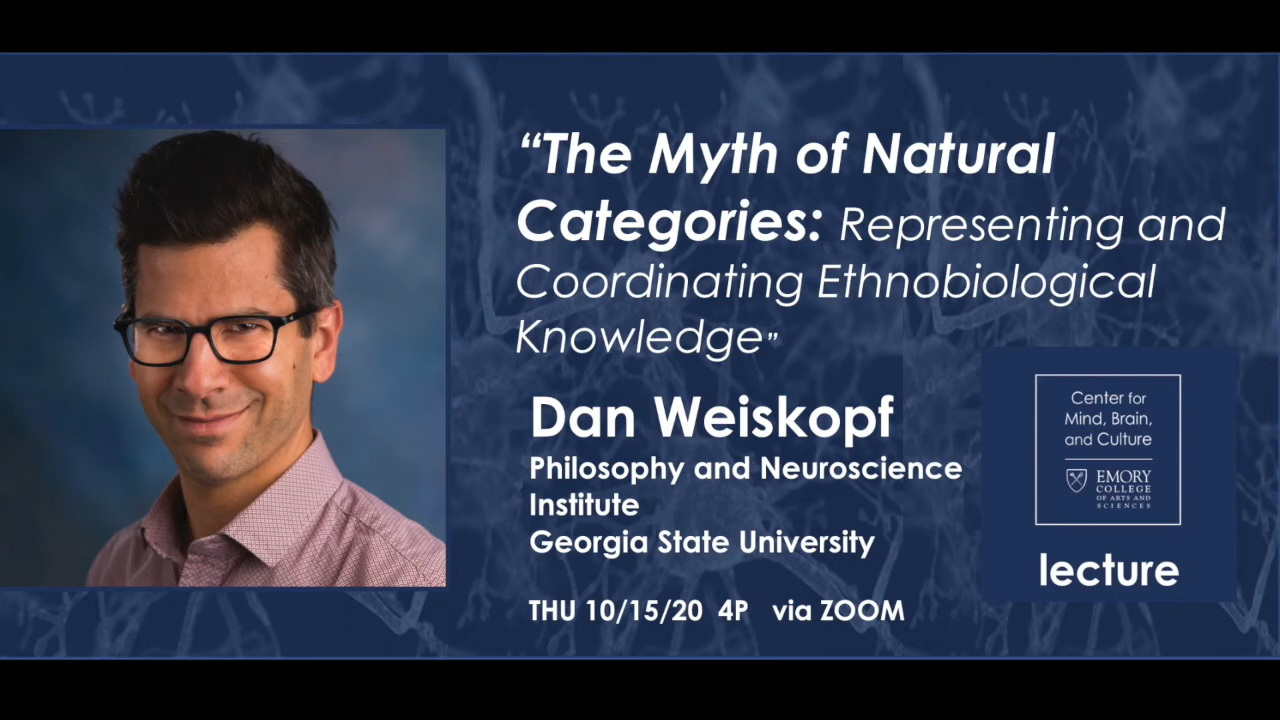 “The Myth of Natural
Categories: Representing and
Coordinating Ethnobiological
Knowledge”
Dan Weiskopf
Philosophy and Neuroscience
Institute
Georgia State University
THU 10/15/20 4P via ZOOM
Center for
Mind, Brain,
and Culture
EMORY
COLLEGE
OF ARTS AND
SCIENCES
lecture